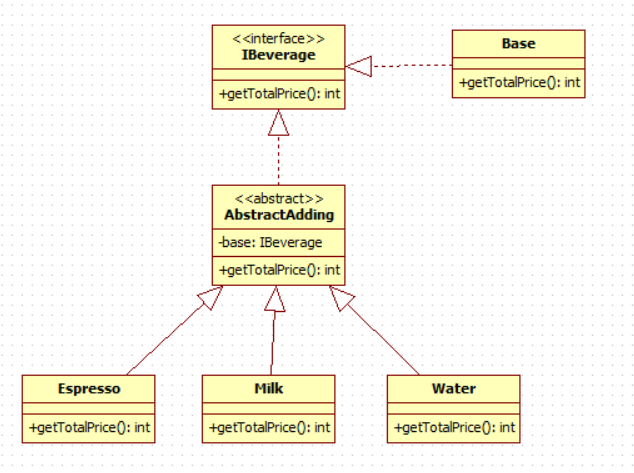 <<interface>>
IBeverage
+getTotalPrice(): int
Base
+getTotalPrice(): int
<<abstract>>
AbstractAdding
-base: IBeverage
+getTotalPrice(): int
Espresso
+getTotalPrice(): int
Milk
+getTotalPrice(): int
Water
+getTotalPrice(): int